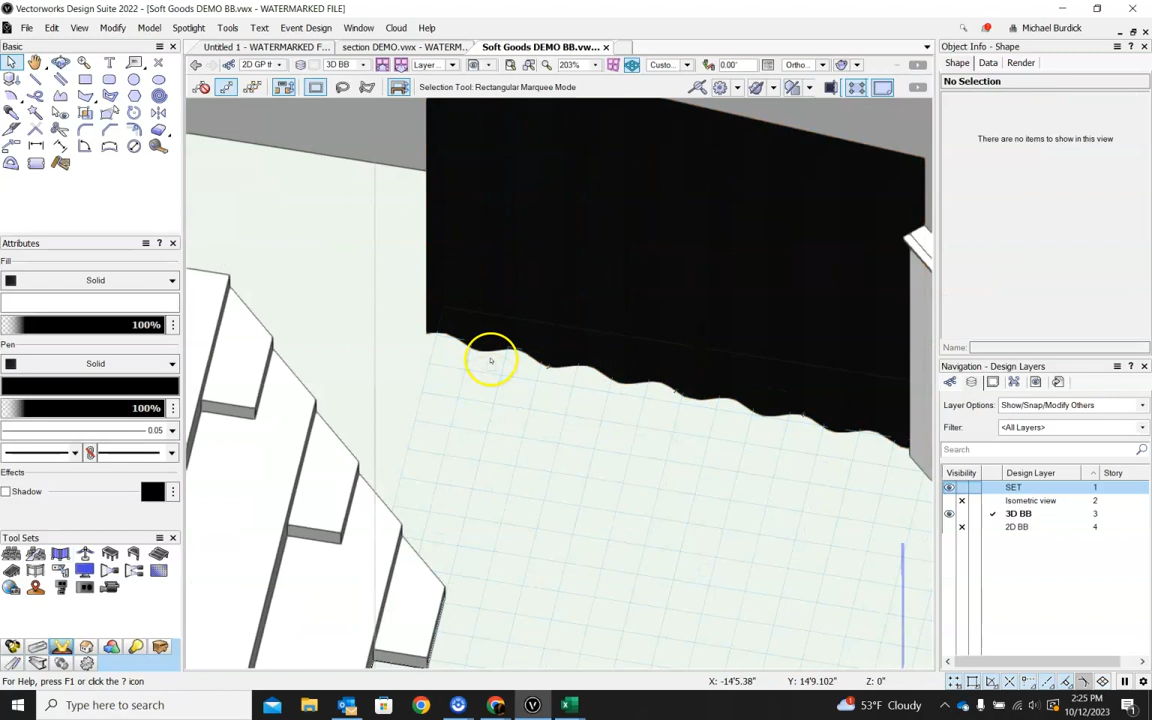 Vectorworks Design Suite 2022 - [Soft Goods DEMO BB.vwx - WATERMARKED FILE]
File Edit View Modify Model Spotlight Tools Text Event Design Window Cloud Help
Michael Burdick
Basic
Untitled 1 - WATERMARKED F... section DEMO.vwx - WATERM... Soft Goods DEMO BB.vwx...
2D GP tl 3D BB Layer... 203% Custo... 0.00° Ortho...
Selection Tool: Rectangular Marquee Mode
Object Info - Shape
Shape Data Render
No Selection
There are no items to show in this view
Name:
Attributes
Fill
Solid
100%
Pen
Solid
100%
0.05
Effects
Shadow
Tool Sets
Navigation - Design Layers
Layer Options: Show/Snap/Modify Others
Filter: <All Layers>
Search
Visibility Design Layer # Story
SET 1
Isometric view 2
3D BB 3
2D BB 4
For Help, press F1 or click the ? icon
X: -14'5.38" Y: 14'9.102" Z: 0"
Type here to search
53°F Cloudy
2:25 PM
10/12/2023